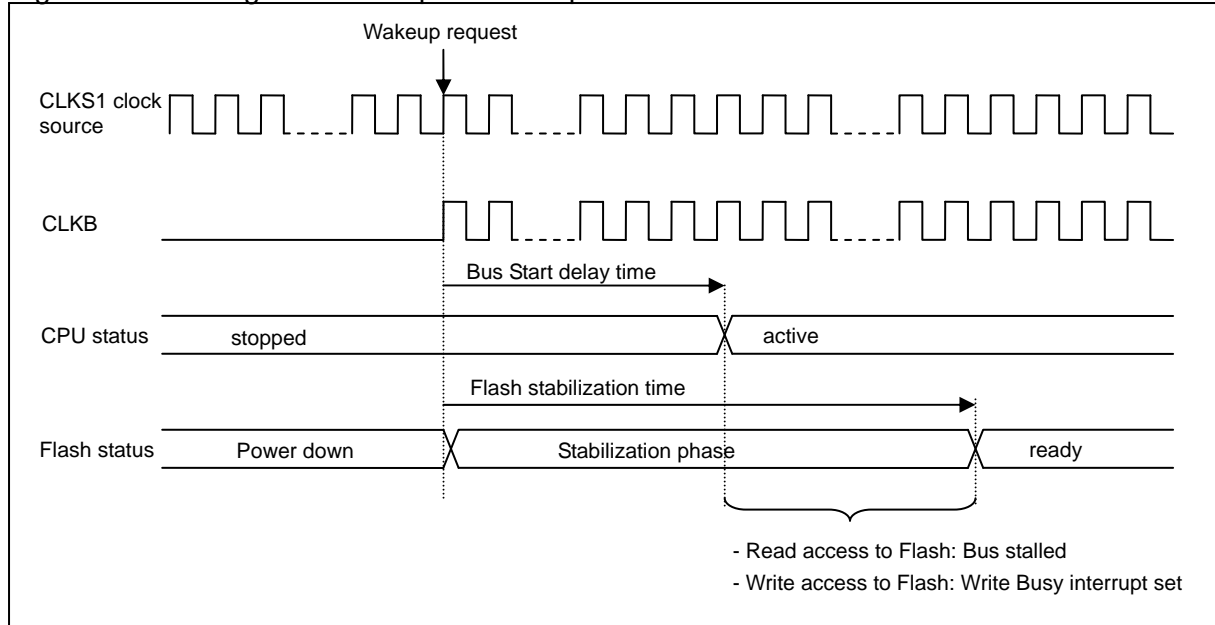 Wakeup request
CLKS1 clock
source
CLKB
Bus Start delay time
CPU status
stopped
active
Flash stabilization time
Flash status
Power down
Stabilization phase
ready
- Read access to Flash: Bus stalled
- Write access to Flash: Write Busy interrupt set